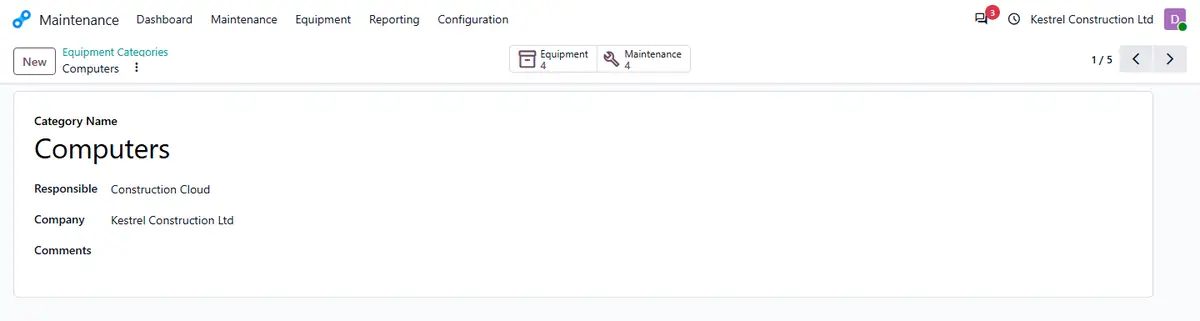 Maintenance Dashboard Maintenance Equipment Reporting Configuration 3 Kestrel Construction Ltd D
New Equipment Categories Equipment Maintenance 1 / 5
Computers 4 4
Category Name
Computers
Responsible Construction Cloud
Company Kestrel Construction Ltd
Comments